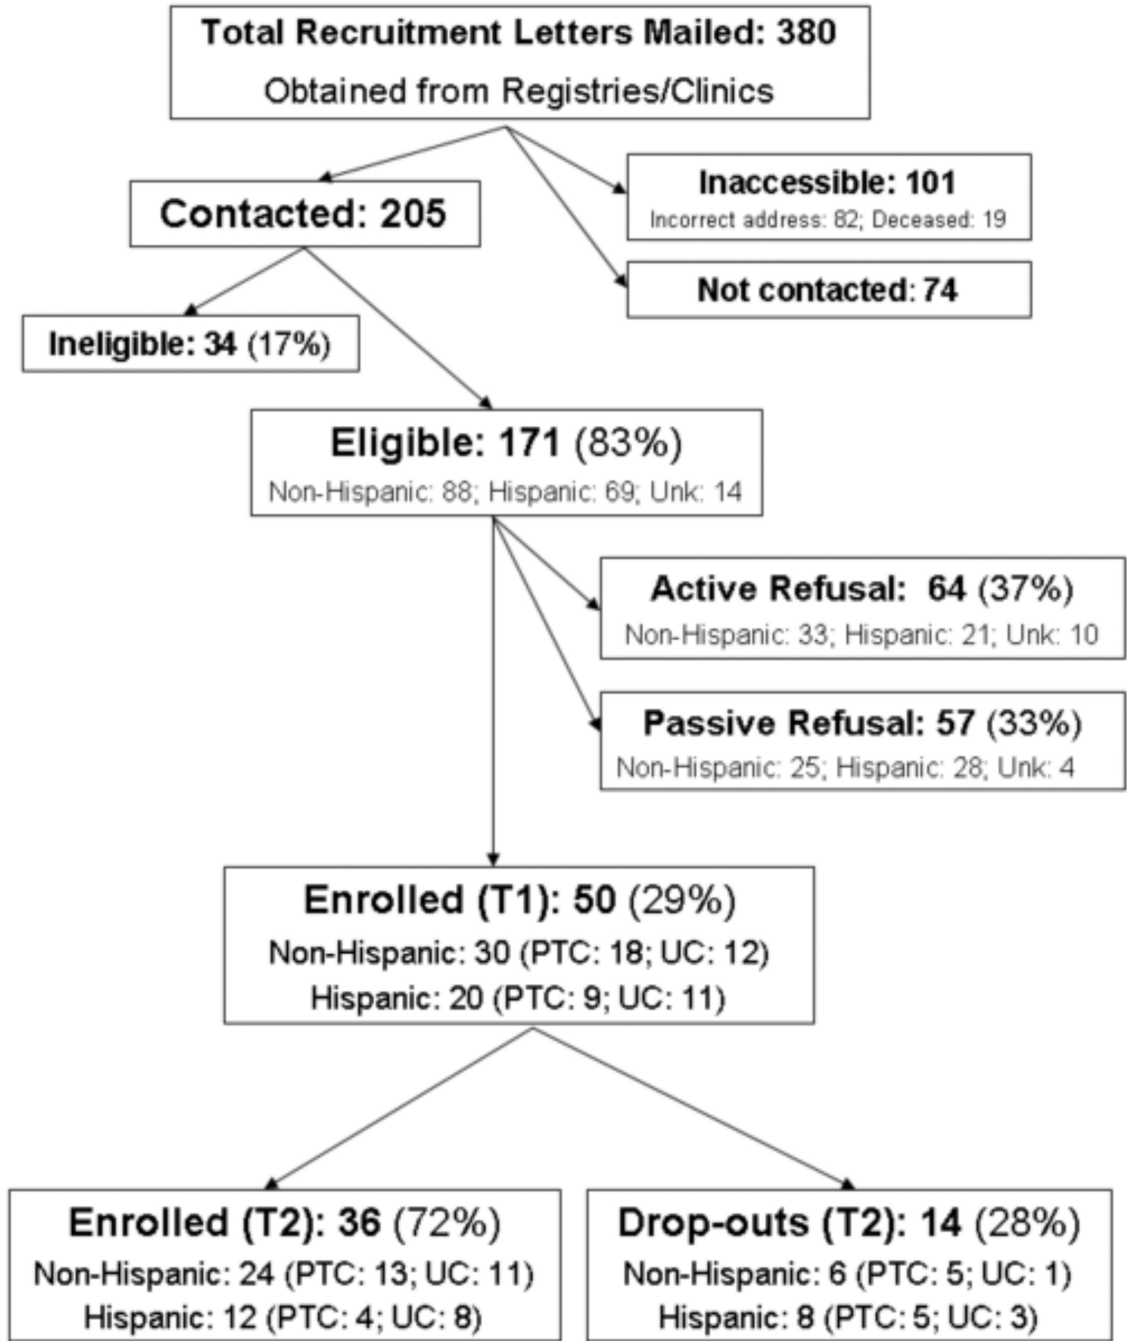 Total Recruitment Letters Mailed: 380
Obtained from Registries/Clinics
Contacted: 205
Inaccessible: 101
Incorrect address: 82; Deceased: 19
Not contacted: 74
Ineligible: 34 (17%)
Eligible: 171 (83%)
Non-Hispanic: 88; Hispanic: 69; Unk: 14
Active Refusal: 64 (37%)
Non-Hispanic: 33; Hispanic: 21; Unk: 10
Passive Refusal: 57 (33%)
Non-Hispanic: 25; Hispanic: 28; Unk: 4
Enrolled (T1): 50 (29%)
Non-Hispanic: 30 (PTC: 18; UC: 12)
Hispanic: 20 (PTC: 9; UC: 11)
Enrolled (T2): 36 (72%)
Non-Hispanic: 24 (PTC: 13; UC: 11)
Hispanic: 12 (PTC: 4; UC: 8)
Drop-outs (T2): 14 (28%)
Non-Hispanic: 6 (PTC: 5; UC: 1)
Hispanic: 8 (PTC: 5; UC: 3)